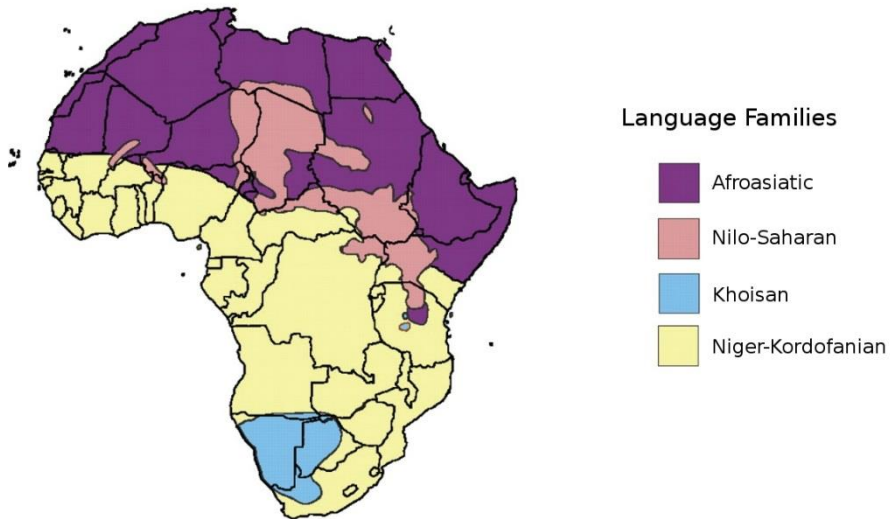 Language Families
Afroasiatic
Nilo-Saharan
Khoisan
Niger-Kordofanian